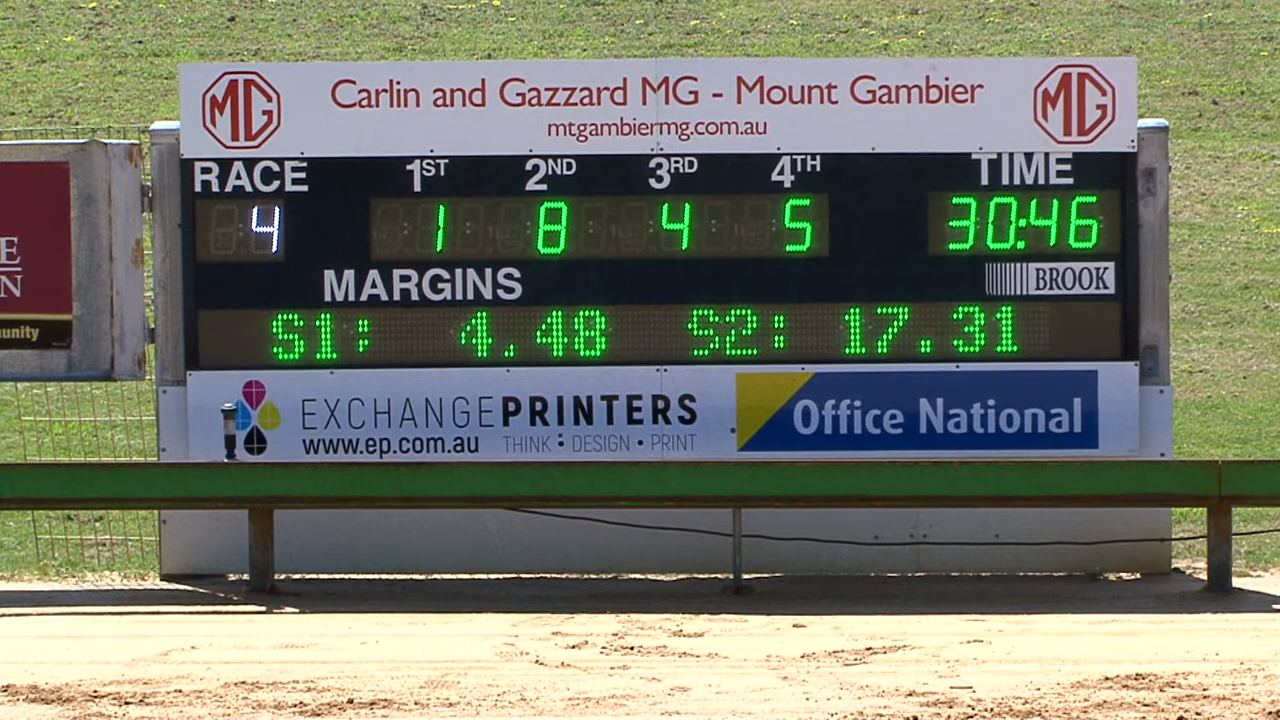 MG Carlin and Gazzard MG - Mount Gambier MG
mtgambiermg.com.au
RACE 1ST 2ND 3RD 4TH TIME
4 1 8 4 5 30:46
MARGINS BROOK
S1: 4.48 S2: 17.31
EXCHANGEPRINTERS
www.ep.com.au THINK : DESIGN • PRINT
Office National
E
N
unity